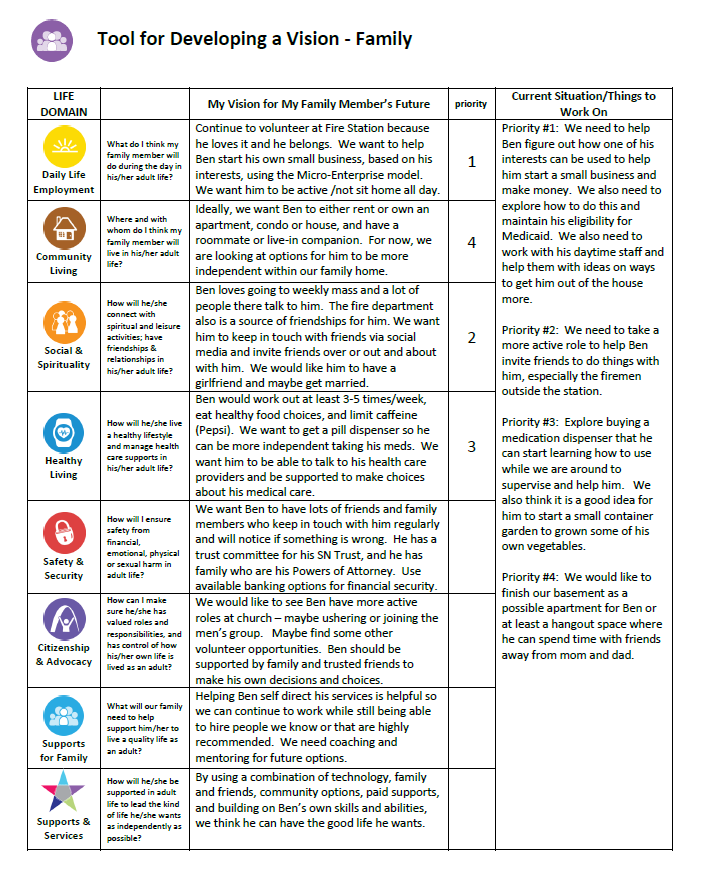 Tool for Developing a Vision - Family
LIFE
DOMAIN
My Vision for My Family Member's Future
priority
Current Situation/Things to
Work On
Daily Life
Employment
What do I think my
family member will
do during the day in
his/her adult life?
Continue to volunteer at Fire Station because
he loves it and he belongs. We want to help
Ben start his own small business, based on his
interests, using the Micro-Enterprise model.
We want him to be active /not sit home all day.
1
Community
Living
Where and with
whom do I think my
family member will
live in his/her adult
life?
Ideally, we want Ben to either rent or own an
apartment, condo or house, and have a
roommate or live-in companion. For now, we
are looking at options for him to be more
independent within our family home.
4
Social &
Spirituality
How will he/she
connect with
spiritual and leisure
activities; have
friendships &
relationships in
his/her adult life?
Ben loves going to weekly mass and a lot of
people there talk to him. The fire department
also is a source of friendships for him. We want
him to keep in touch with friends via social
media and invite friends over or out and about
with him. We would like him to have a
girlfriend and maybe get married.
2
Healthy
Living
How will he/she live
a healthy lifestyle
and manage health
care supports in
his/her adult life?
Ben would work out at least 3-5 times/week,
eat healthy food choices, and limit caffeine
(Pepsi). We want to get a pill dispenser so he
can be more independent taking his meds. We
want him to be able to talk to his health care
providers and be supported to make choices
about his medical care.
3
Safety &
Security
How will I ensure
safety from
financial,
emotional, physical
or sexual harm in
adult life?
We want Ben to have lots of friends and family
members who keep in touch with him regularly
and will notice if something is wrong. He has a
trust committee for his SN Trust, and he has
family who are his Powers of Attorney. Use
available banking options for financial security.
Citizenship
& Advocacy
How can I make
sure he/she has
valued roles and
responsibilities, and
has control of how
his/her own life is
lived as an adult?
We would like to see Ben have more active
roles at church – maybe ushering or joining the
men's group. Maybe find some other
volunteer opportunities. Ben should be
supported by family and trusted friends to
make his own decisions and choices.
Supports
for Family
What will our family
need to help
support him/her to
live a quality life as
an adult?
Helping Ben self direct his services is helpful so
we can continue to work while still being able
to hire people we know or that are highly
recommended. We need coaching and
mentoring for future options.
Supports &
Services
How will he/she be
supported in adult
life to lead the kind
of life he/she wants
as independently as
possible?
By using a combination of technology, family
and friends, community options, paid supports,
and building on Ben's own skills and abilities,
we think he can have the good life he wants.
Priority #1: We need to help
Ben figure out how one of his
interests can be used to help
him start a small business and
make money. We also need to
explore how to do this and
maintain his eligibility for
Medicaid. We also need to
work with his daytime staff and
help them with ideas on ways
to get him out of the house
more.
Priority #2: We need to take a
more active role to help Ben
invite friends to do things with
him, especially the firemen
outside the station.
Priority #3: Explore buying a
medication dispenser that he
can start learning how to use
while we are around to
supervise and help him. We
also think it is a good idea for
him to start a small container
garden to grown some of his
own vegetables.
Priority #4: We would like to
finish our basement as a
possible apartment for Ben or
at least a hangout space where
he can spend time with friends
away from mom and dad.